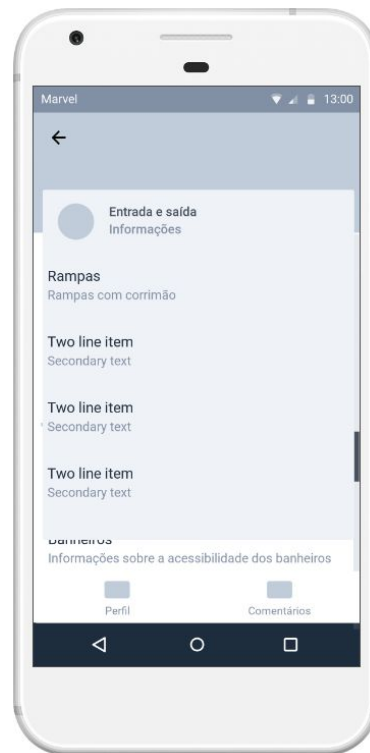 Marvel 13:00
Entrada e saída
Informações
Rampas
Rampas com corrimão
Two line item
Secondary text
Two line item
Secondary text
Two line item
Secondary text
Banheiros
Informações sobre a acessibilidade dos banheiros
Perfil Comentários